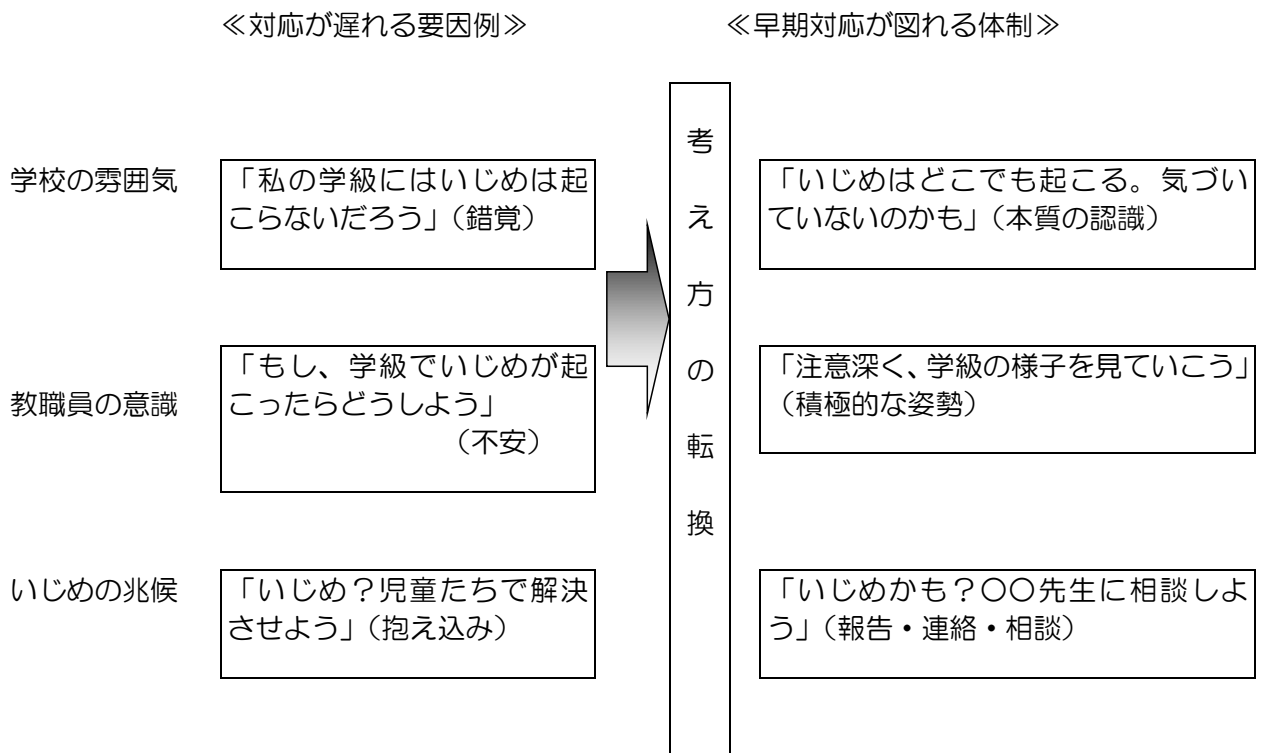 ≪対応が遅れる要因例≫
≪早期対応が図れる体制≫
学校の雰囲気
「私の学級にはいじめは起
こらないだろう」（錯覚）
教職員の意識
「もし、学級でいじめが起
こったらどうしよう」
（不安）
いじめの兆候
「いじめ？児童たちで解決
させよう」（抱え込み）
考え方の転換
「いじめはどこでも起こる。気づい
ていないのかも」（本質の認識）
「注意深く、学級の様子を見ていこう」
（積極的な姿勢）
「いじめかも？〇〇先生に相談しよ
う」（報告・連絡・相談）